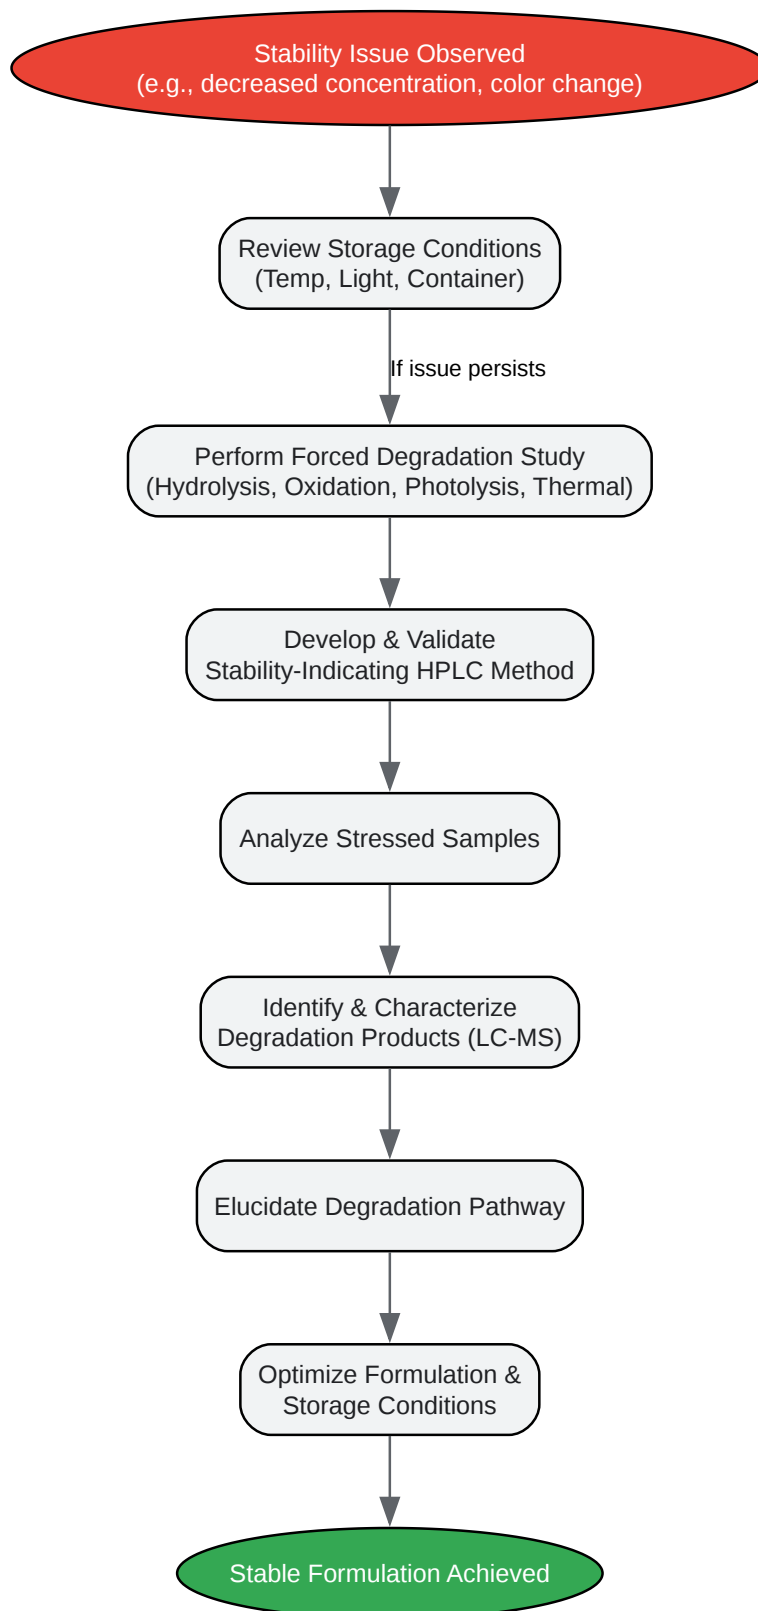 Stability Issue Observed
(e.g., decreased concentration, color change)
Review Storage Conditions
(Temp, Light, Container)
If issue persists
Perform Forced Degradation Study
(Hydrolysis, Oxidation, Photolysis, Thermal)
Develop & Validate
Stability-Indicating HPLC Method
Analyze Stressed Samples
Identify & Characterize
Degradation Products (LC-MS)
Elucidate Degradation Pathway
Optimize Formulation &
Storage Conditions
Stable Formulation Achieved